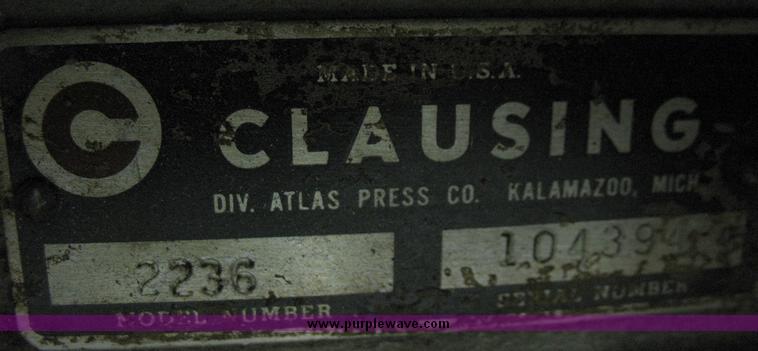 MADE IN U.S.A.
C CLAUSING
DIV. ATLAS PRESS CO. KALAMAZOO, MICH.
2236
MODEL NUMBER SERIAL NUMBER
www.purplewave.com